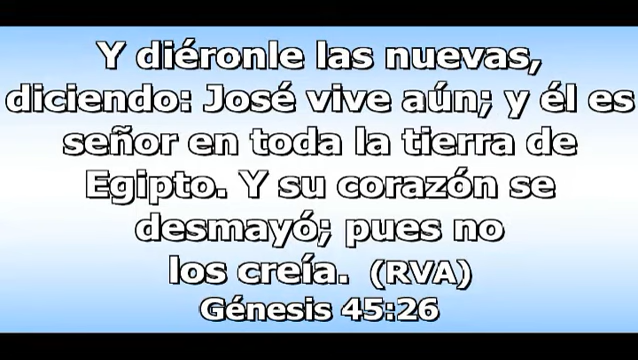 Y diéronle las nuevas,
diciendo: José vive aún; y él es
señor en toda la tierra de
Egipto. Y su corazón se
desmayó; pues no
los creía. (RVA)
Génesis 45:26